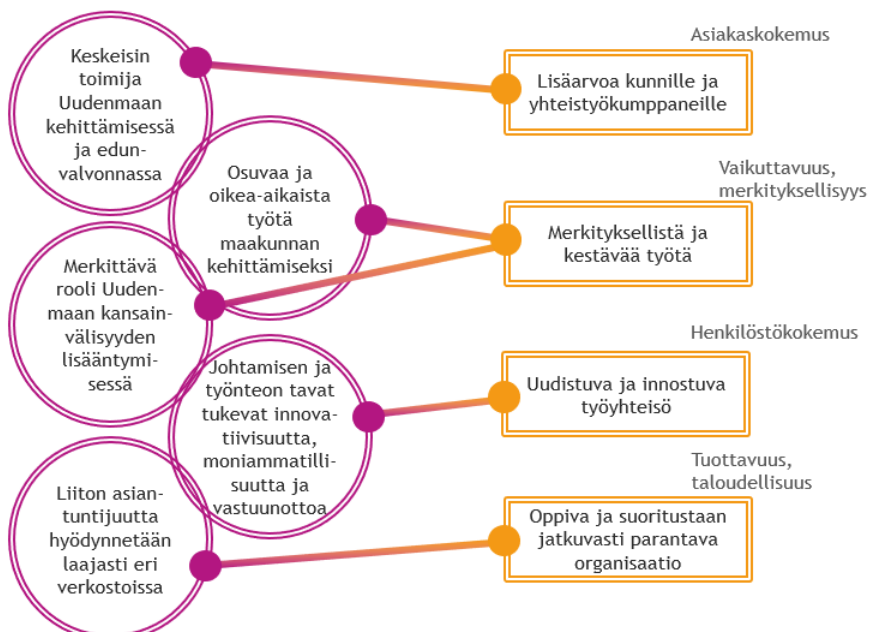 Keskeisin
toimija
Uudenmaan
kehittämisessä
ja edun-
valvonnassa
Osuvaa ja
oikea-aikaista
työtä
maakunnan
kehittämiseksi
Merkittävä
rooli Uuden-
maan kansain-
välisyyden
lisääntymi-
sessä
Johtamisen ja
työnteon tavat
tukevat innova-
tiivisuutta,
moniammatilli-
suutta ja
vastuunottoa
Liiton asian-
tuntijuutta
hyödynnetään
laajasti eri
verkostoissa
Asiakaskokemus
Lisäarvoa kunnille ja
yhteistyökumppaneille
Vaikuttavuus,
merkityksellisyys
Merkityksellistä ja
kestävää työtä
Henkilöstökokemus
Uudistuva ja innostuva
työyhteisö
Tuottavuus,
taloudellisuus
Oppiva ja suoritustaan
jatkuvasti parantava
organisaatio